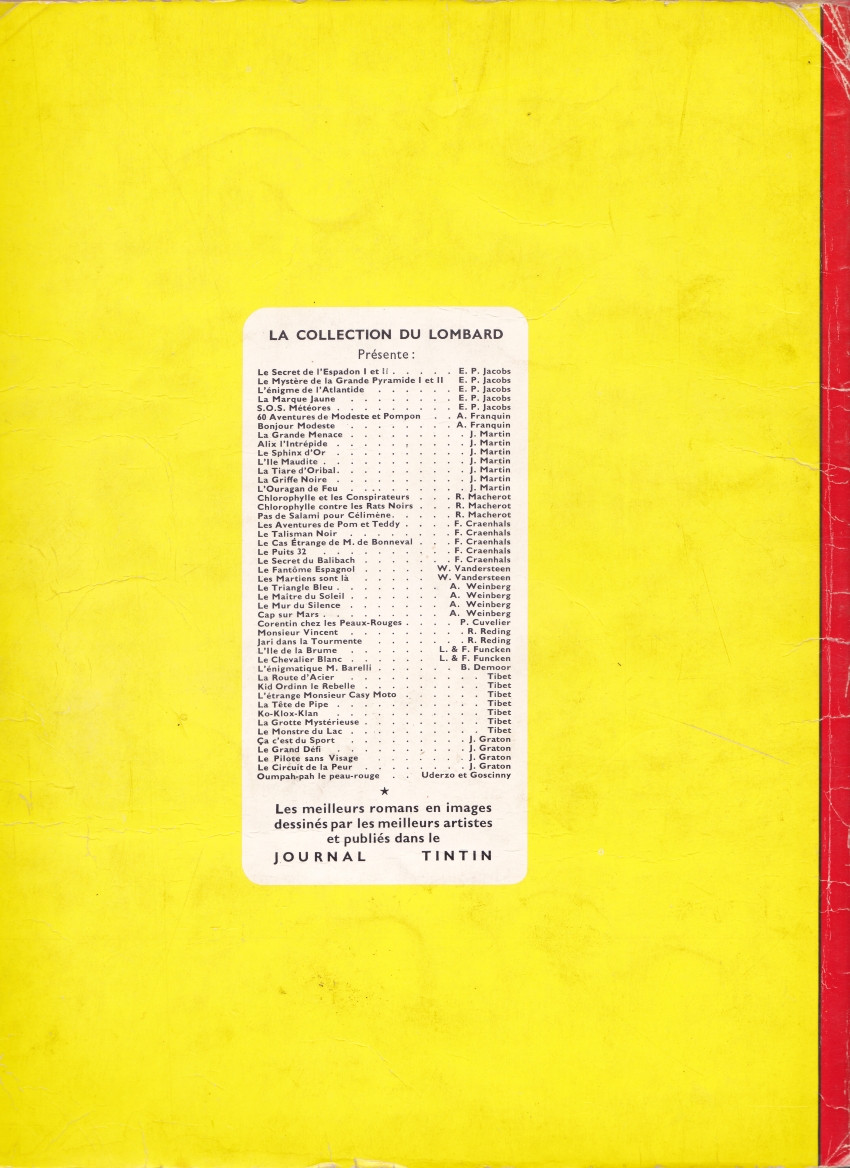 LA COLLECTION DU LOMBARD
Présente :
Le Secret de l'Espadon I et II . . . . . E. P. Jacobs
Le Mystère de la Grande Pyramide I et II E. P. Jacobs
L'énigme de l'Atlantide . . . . . . E. P. Jacobs
La Marque Jaune . . . . . . . . E. P. Jacobs
S.O.S. Météores . . . . . . . . . E. P. Jacobs
60 Aventures de Modeste et Pompon . . A. Franquin
Bonjour Modeste . . . . . . . . A. Franquin
La Grande Menace . . . . . . . . . J. Martin
Alix l'Intrépide . . . . . . . . . . J. Martin
Le Sphinx d'Or . . . . . . . . . . J. Martin
L'Ile Maudite . . . . . . . . . . . J. Martin
La Tiare d'Oribal . . . . . . . . . . J. Martin
La Griffe Noire . . . . . . . . . . J. Martin
L'Ouragan de Feu . . . . . . . . . J. Martin
Chlorophylle et les Conspirateurs . . . R. Macherot
Chlorophylle contre les Rats Noirs . . . R. Macherot
Pas de Salami pour Célimène . . . . . R. Macherot
Les Aventures de Pom et Teddy . . . . F. Craenhals
Le Talisman Noir . . . . . . . . F. Craenhals
Le Cas Étrange de M. de Bonneval . . . F. Craenhals
Le Puits 32 . . . . . . . . . . F. Craenhals
Le Secret du Balibach . . . . . . . F. Craenhals
Le Fantôme Espagnol . . . . . W. Vandersteen
Les Martiens sont là . . . . . W. Vandersteen
Le Triangle Bleu . . . . . . . . A. Weinberg
Le Maître du Soleil . . . . . . . A. Weinberg
Le Mur du Silence . . . . . . . A. Weinberg
Cap sur Mars . . . . . . . . . A. Weinberg
Corentin chez les Peaux-Rouges . . . . P. Cuvelier
Monsieur Vincent . . . . . . . . R. Reding
Jari dans la Tourmente . . . . . . . R. Reding
L'Ile de la Brume . . . . . . L. & F. Funcken
Le Chevalier Blanc . . . . . . L. & F. Funcken
L'énigmatique M. Barelli . . . . . . B. Demoor
La Route d'Acier . . . . . . . . . . . Tibet
Kid Ordinn le Rebelle . . . . . . . . . Tibet
L'étrange Monsieur Casy Moto . . . . . . Tibet
La Tête de Pipe . . . . . . . . . . . Tibet
Ko-Klox-Klan . . . . . . . . . . . Tibet
La Grotte Mystérieuse . . . . . . . . . Tibet
Le Monstre du Lac . . . . . . . . . . Tibet
Ça c'est du Sport . . . . . . . . . J. Graton
Le Grand Défi . . . . . . . . . . J. Graton
Le Pilote sans Visage . . . . . . . J. Graton
Le Circuit de la Peur . . . . . . . . J. Graton
Oumpah-pah le peau-rouge . . Uderzo et Goscinny
★
Les meilleurs romans en images
dessinés par les meilleurs artistes
et publiés dans le
JOURNAL TINTIN